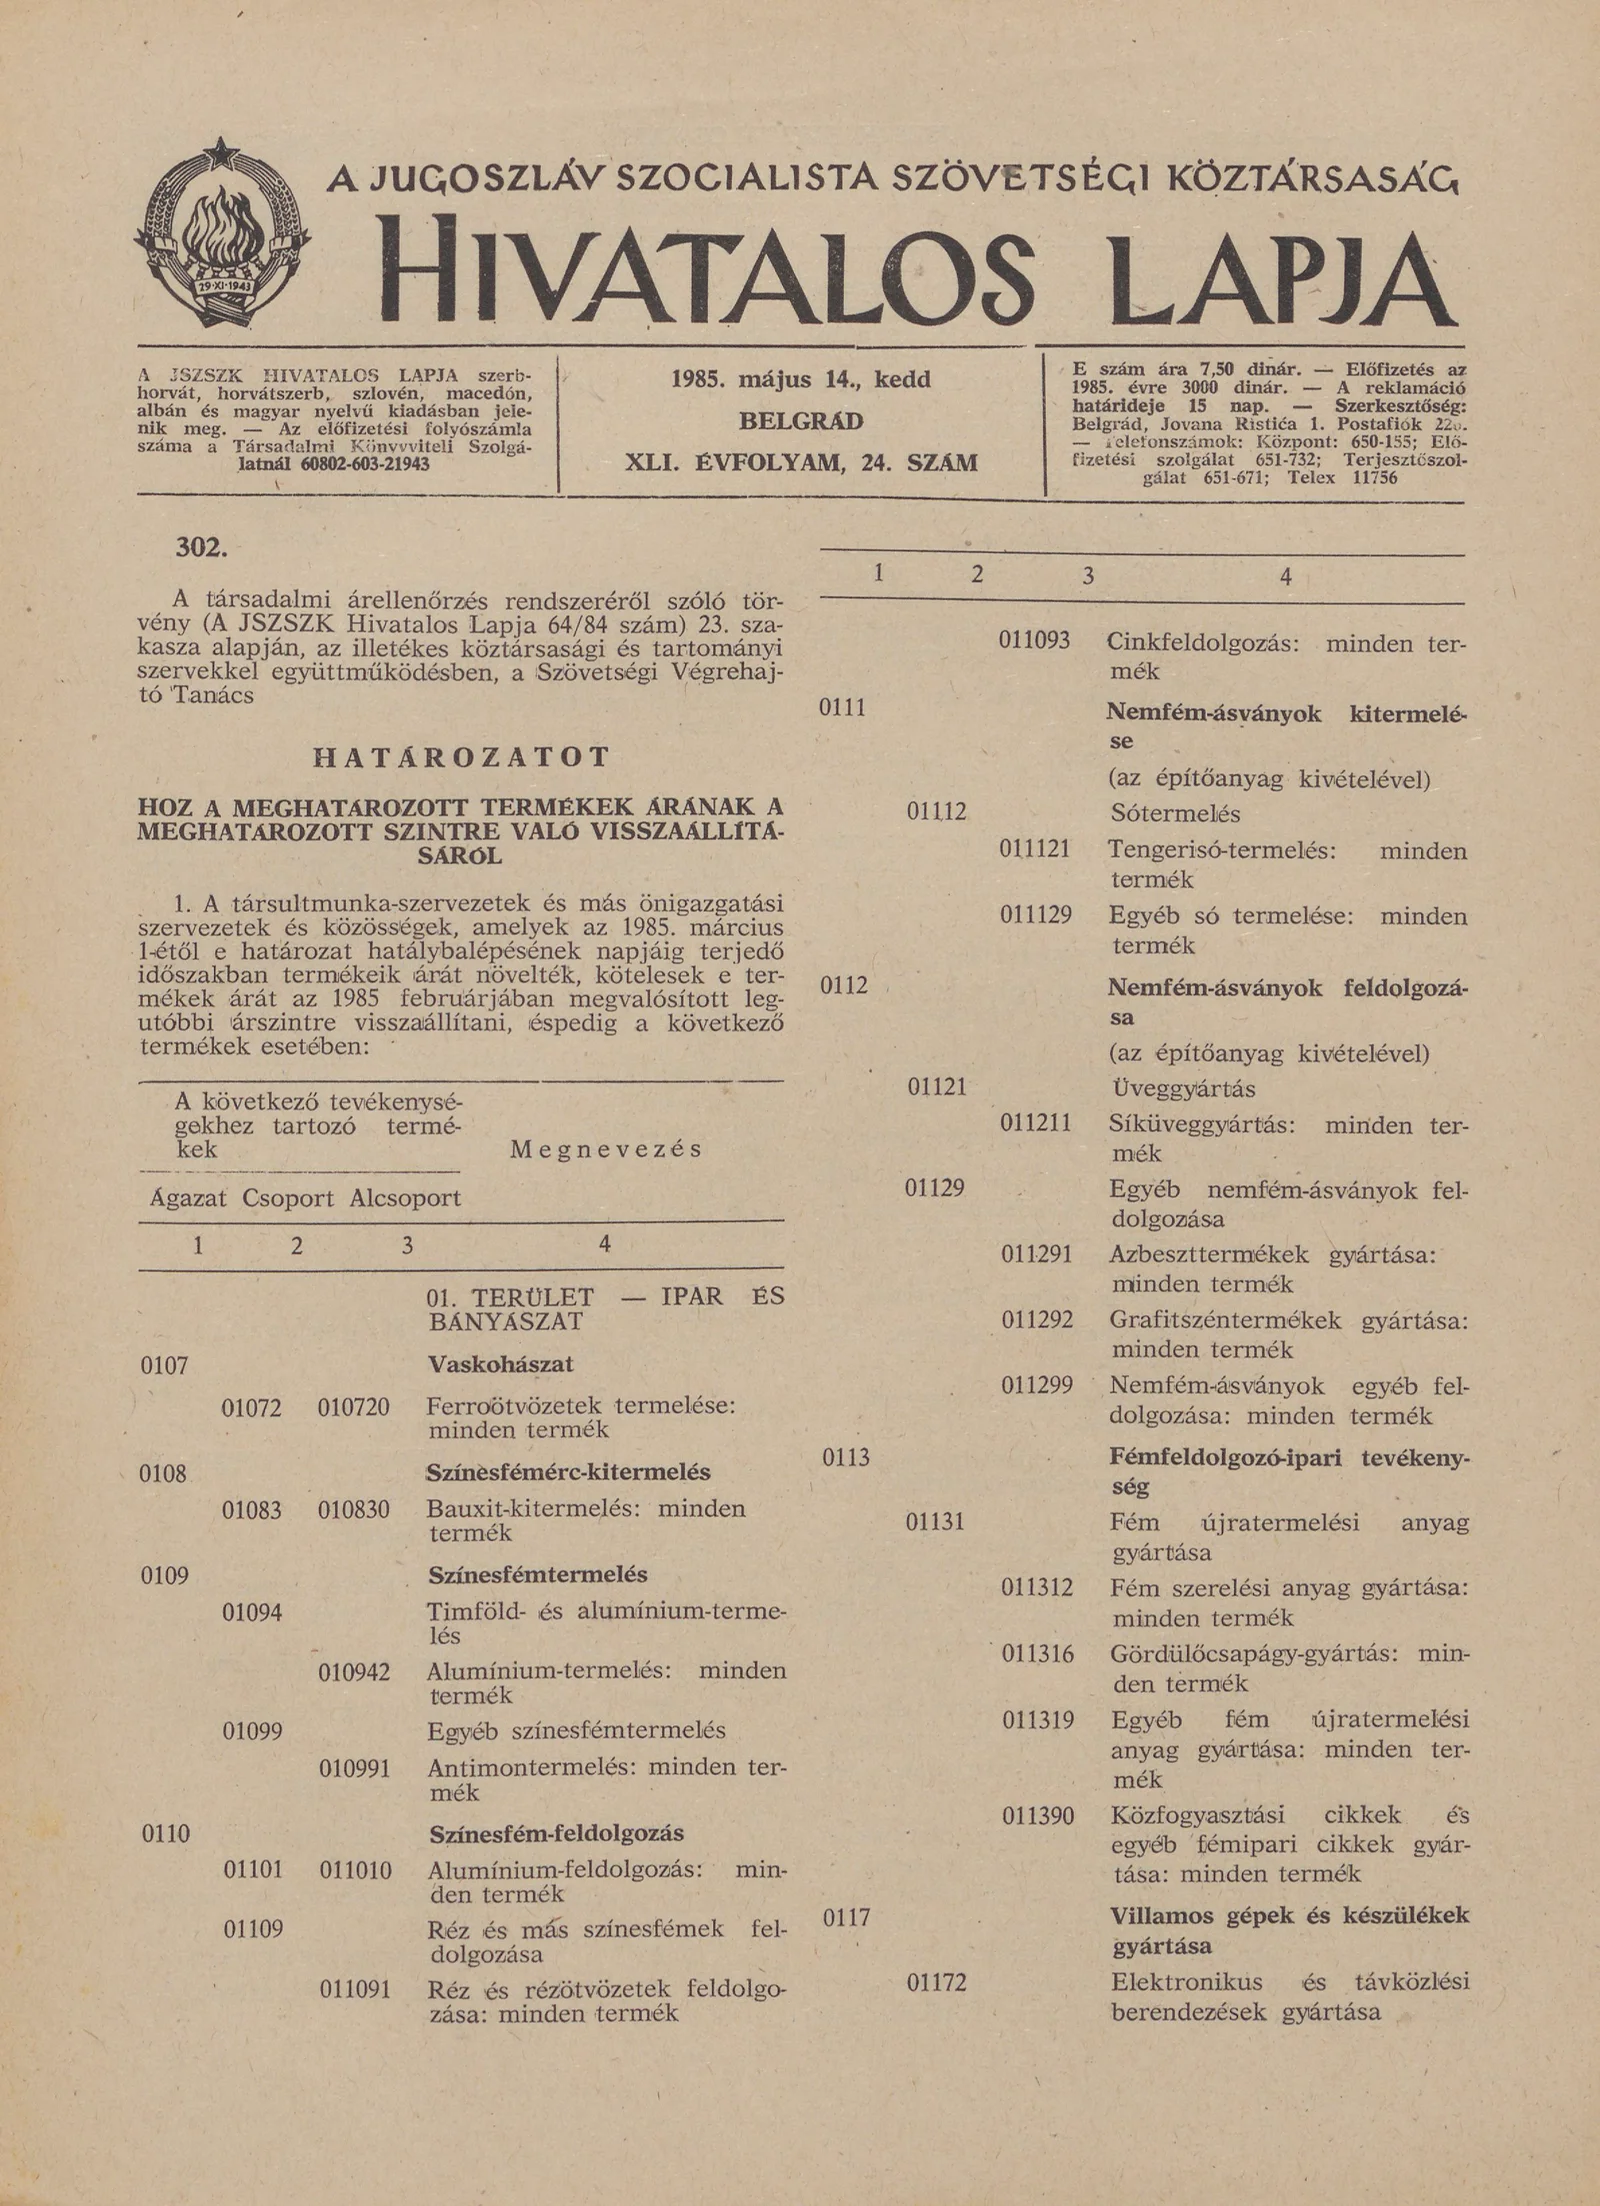 A JUGOSZLÁV SZOCIALISTA SZÖVETSÉGI KÖZTÁRSASÁG
HIVATALOS LAPJA
29·XI·1943
A JSZSZK HIVATALOS LAPJA szerb-
horvát, horvátszerb, szlovén, macedón,
albán és magyar nyelvű kiadásban jele-
nik meg. — Az előfizetési folyószámla
száma a Társadalmi Könyvviteli Szolgá-
latnál 60802-603-21943
1985. május 14., kedd
BELGRÁD
XLI. ÉVFOLYAM, 24. SZÁM
E szám ára 7,50 dinár. — Előfizetés az
1985. évre 3000 dinár. — A reklamáció
határideje 15 nap. — Szerkesztőség:
Belgrád, Jovana Ristića 1. Postafiók
— Telefonszámok: Központ: 650-155; Elő-
fizetési szolgálat 651-732; Terjesztőszol-
gálat 651-671; Telex 11756
302.
A társadalmi árellenőrzés rendszeréről szóló tör-
vény (A JSZSZK Hivatalos Lapja 64/84 szám) 23. sza-
kasza alapján, az illetékes köztársasági és tartományi
szervekkel együttműködésben, a Szövetségi Végrehaj-
tó Tanács
HATÁROZATOT
HOZ A MEGHATÁROZOTT TERMÉKEK ÁRÁNAK A
MEGHATÁROZOTT SZINTRE VALÓ VISSZAÁLLÍTÁ-
SÁRÓL
1. A társultmunka-szervezetek és más önigazgatási
szervezetek és közösségek, amelyek az 1985. március
1-étől e határozat hatálybalépésének napjáig terjedő
időszakban termékeik árát növelték, kötelesek e ter-
mékek árát az 1985 februárjában megvalósított leg-
utóbbi árszintre visszaállítani, éspedig a következő
termékek esetében:
A következő tevékenysé-
gekhez tartozó termé-
kek Megnevezés
Ágazat Csoport Alcsoport
1 2 3 4
01. TERÜLET — IPAR ÉS
BÁNYÁSZAT
0107 Vaskohászat
01072 010720 Ferroötvözetek termelése:
minden termék
0108 Színesfémérc-kitermelés
01083 010830 Bauxit-kitermelés: minden
termék
0109 Színesfémtermelés
01094 Timföld- és alumínium-terme-
lés
010942 Alumínium-termelés: minden
termék
01099 Egyéb színesfémtermelés
010991 Antimontermelés: minden ter-
mék
0110 Színesfém-feldolgozás
01101 011010 Alumínium-feldolgozás: min-
den termék
01109 Réz és más színesfémek fel-
dolgozása
011091 Réz és rézötvözetek feldolgo-
zása: minden termék
1 2 3 4
011093 Cinkfeldolgozás: minden ter-
mék
0111 Nemfém-ásványok kitermelé-
se
(az építőanyag kivételével)
01112 Sótermelés
011121 Tengerisó-termelés: minden
termék
011129 Egyéb só termelése: minden
termék
0112 Nemfém-ásványok feldolgozá-
sa
(az építőanyag kivételével)
01121 Üveggyártás
011211 Síküveggyártás: minden ter-
mék
01129 Egyéb nemfém-ásványok fel-
dolgozása
011291 Azbeszttermékek gyártása:
minden termék
011292 Grafitszéntermékek gyártása:
minden termék
011299 Nemfém-ásványok egyéb fel-
dolgozása: minden termék
0113 Fémfeldolgozó-ipari tevékeny-
ség
01131 Fém újratermelési anyag
gyártása
011312 Fém szerelési anyag gyártása:
minden termék
011316 Gördülőcsapágy-gyártás: min-
den termék
011319 Egyéb fém újratermelési
anyag gyártása: minden ter-
mék
011390 Közfogyasztási cikkek és
egyéb fémipari cikkek gyár-
tása: minden termék
0117 Villamos gépek és készülékek
gyártása
01172 Elektronikus és távközlési
berendezések gyártása